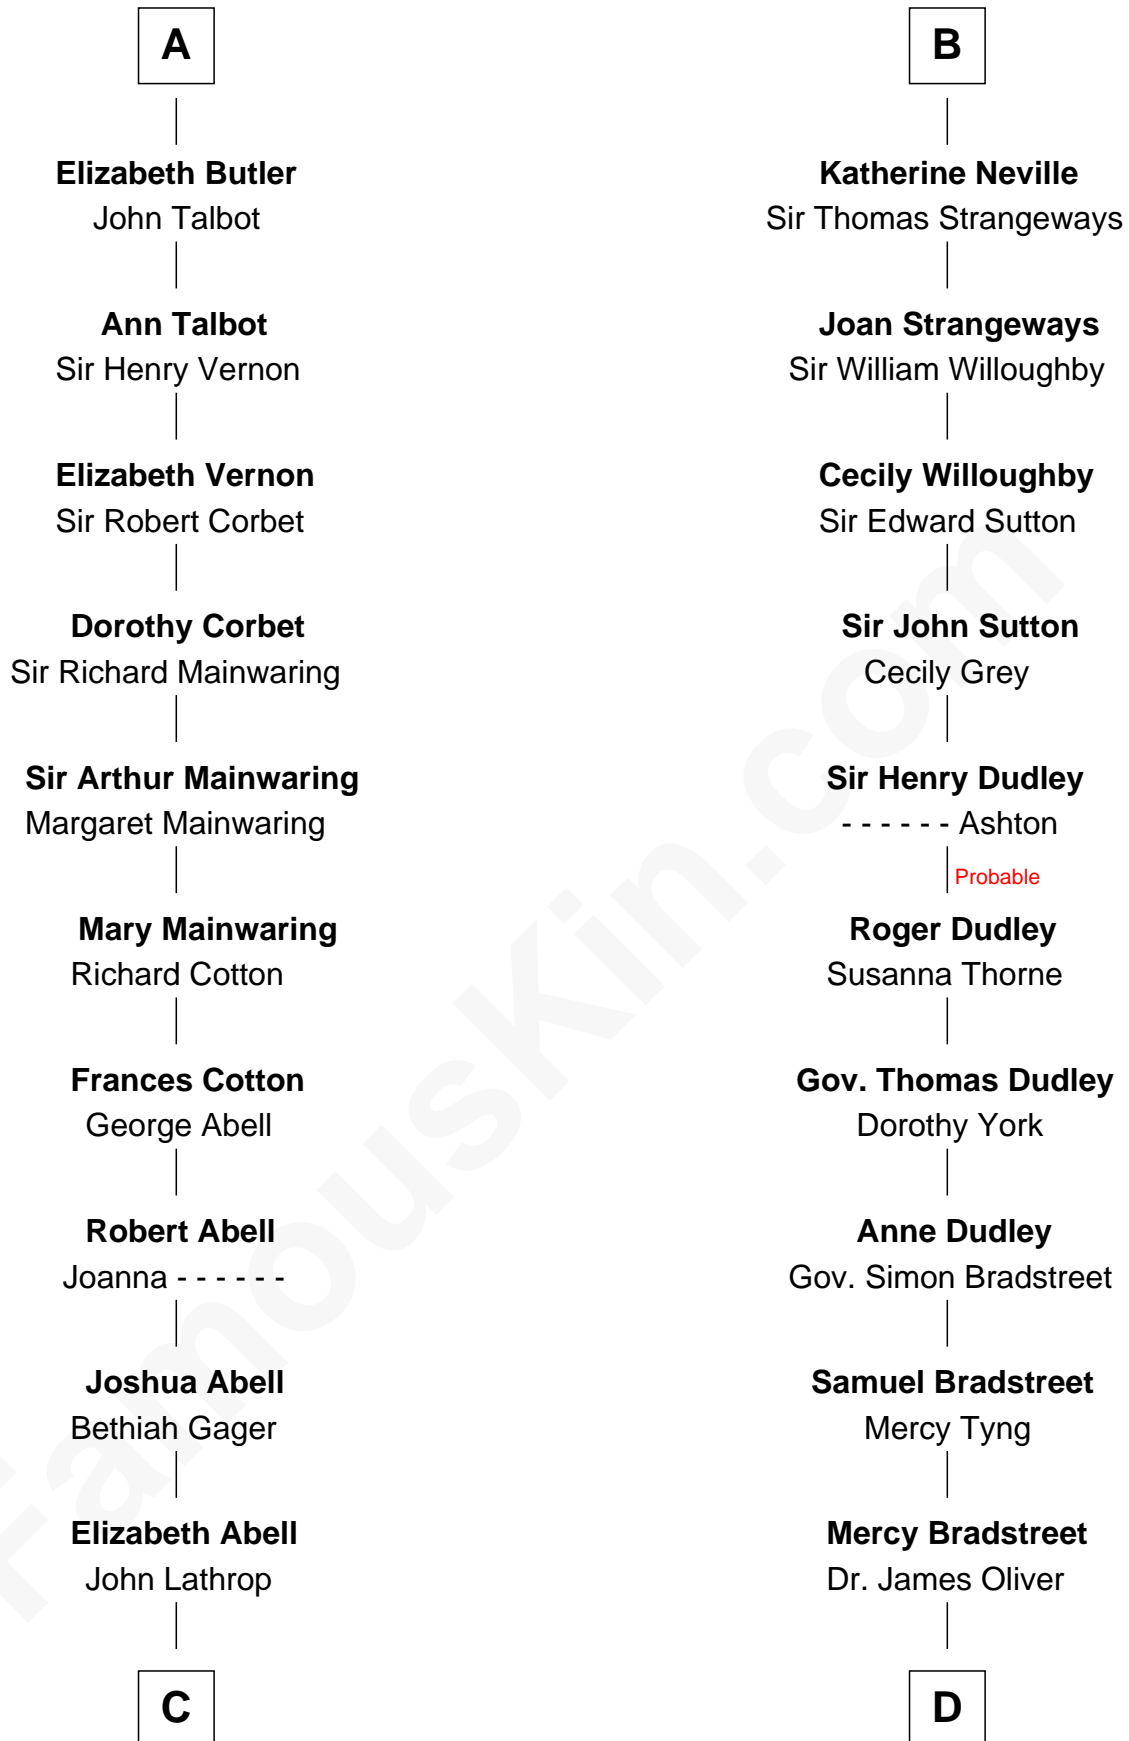 A
Elizabeth Butler
John Talbot
Ann Talbot
Sir Henry Vernon
Elizabeth Vernon
Sir Robert Corbet
Dorothy Corbet
Sir Richard Mainwaring
Sir Arthur Mainwaring
Margaret Mainwaring
Mary Mainwaring
Richard Cotton
Frances Cotton
George Abell
Robert Abell
Joanna - - - - - -
Joshua Abell
Bethiah Gager
Elizabeth Abell
John Lathrop
C
B
Katherine Neville
Sir Thomas Strangeways
Joan Strangeways
Sir William Willoughby
Cecily Willoughby
Sir Edward Sutton
Sir John Sutton
Cecily Grey
Sir Henry Dudley
- - - - - - Ashton
Probable
Roger Dudley
Susanna Thorne
Gov. Thomas Dudley
Dorothy York
Anne Dudley
Gov. Simon Bradstreet
Samuel Bradstreet
Mercy Tyng
Mercy Bradstreet
Dr. James Oliver
D
FamousKin.com